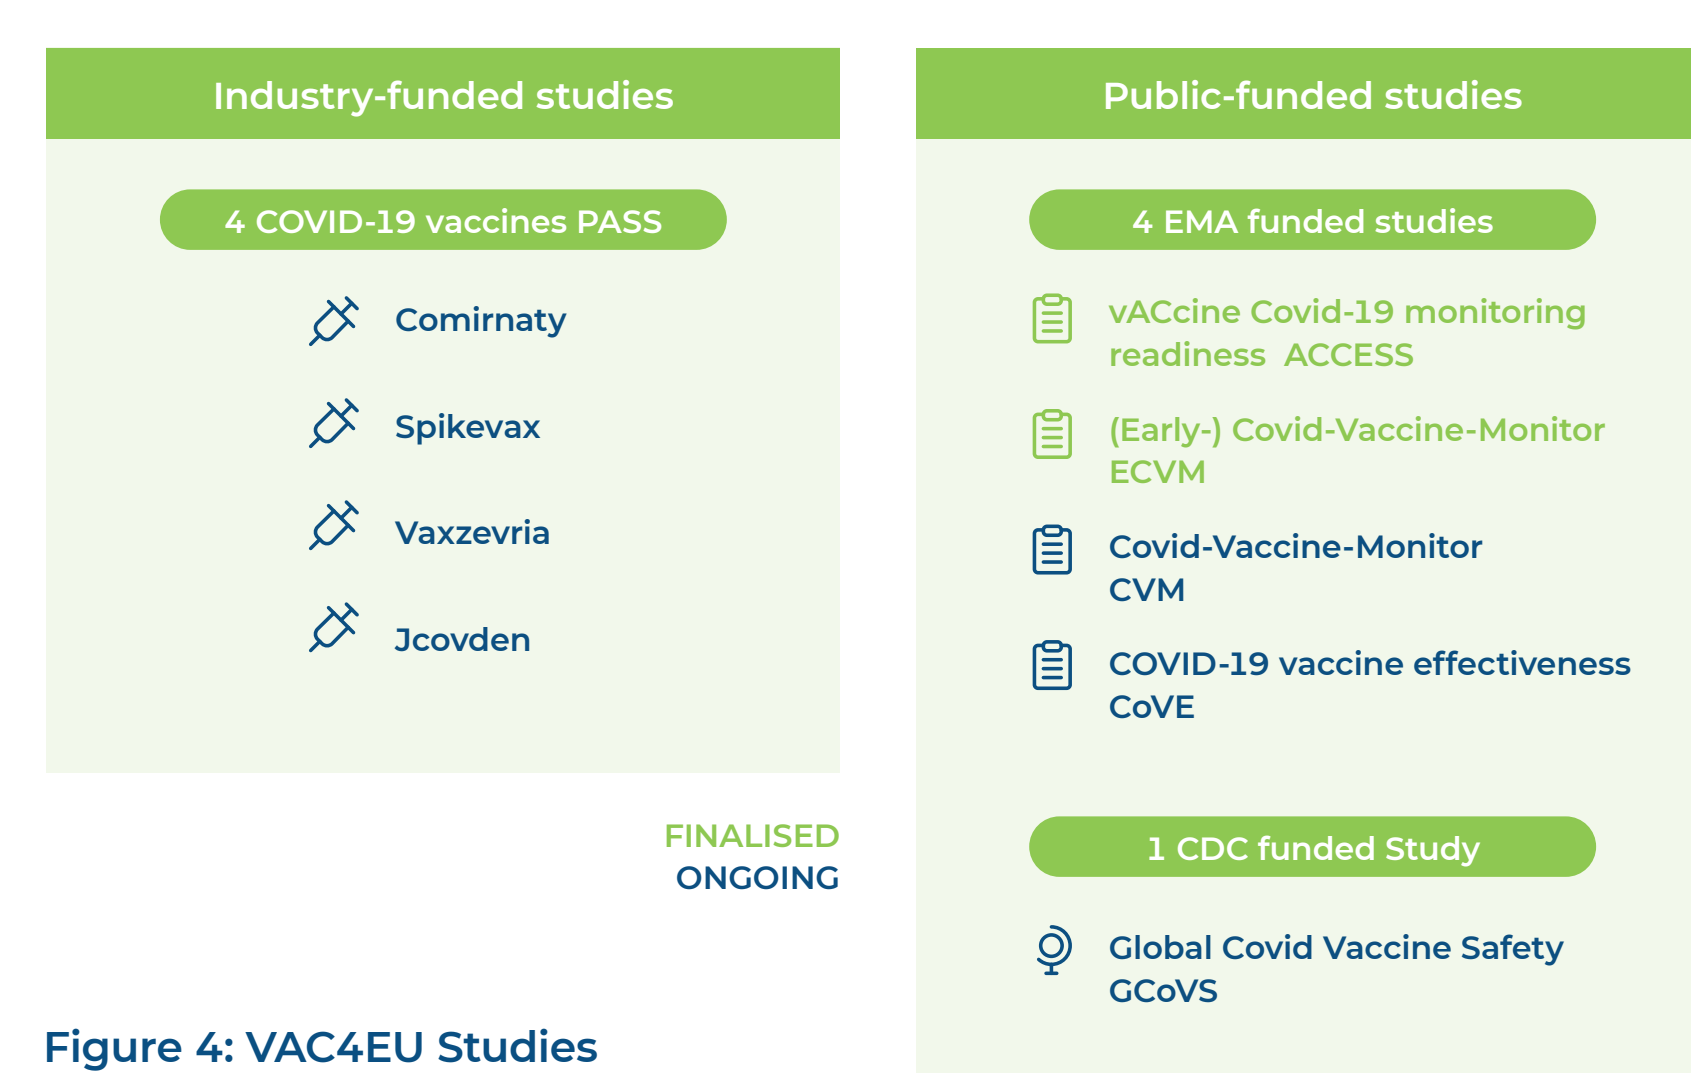 Industry-funded studies
4 COVID-19 vaccines PASS
Comirnaty
Spikevax
Vaxzevria
Jcovden
FINALISED
ONGOING
Public-funded studies
4 EMA funded studies
vACcine Covid-19 monitoring
readiness  ACCESS
(Early-) Covid-Vaccine-Monitor
ECVM
Covid-Vaccine-Monitor
CVM
COVID-19 vaccine effectiveness
CoVE
1 CDC funded Study
Global Covid Vaccine Safety
GCoVS
Figure 4: VAC4EU Studies